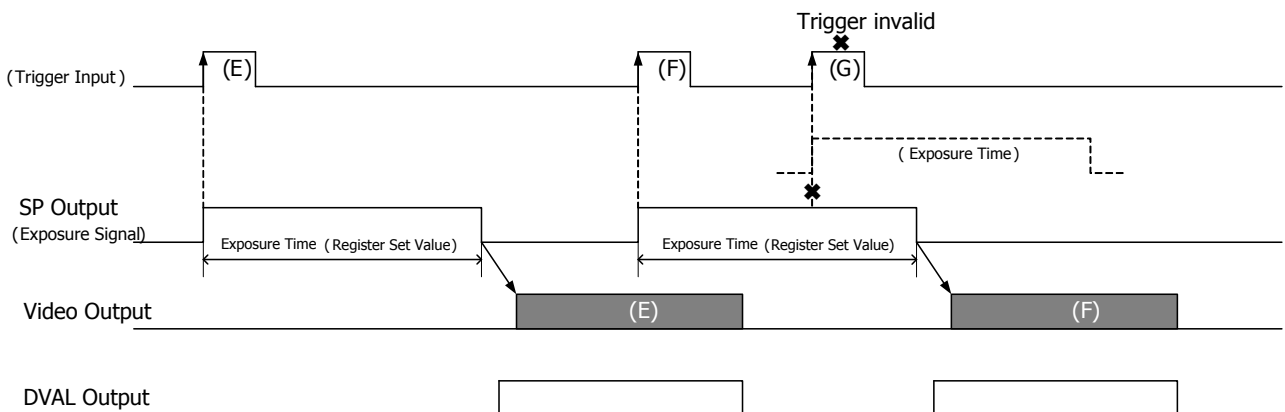 Trigger invalid
(Trigger Input)
(E)
(F)
(G)
(Exposure Time)
SP Output
(Exposure Signal)
Exposure Time (Register Set Value)
Exposure Time (Register Set Value)
Video Output
(E)
(F)
DVAL Output